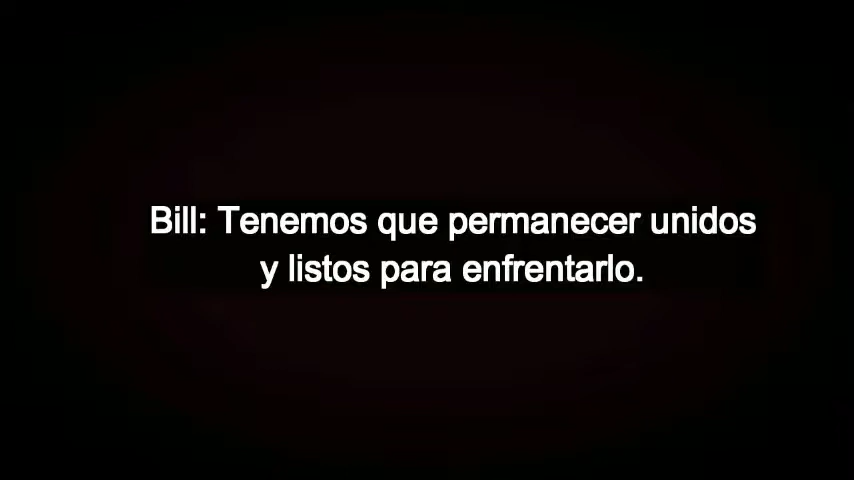 Bill: Tenemos que permanecer unidos
y listos para enfrentarlo.